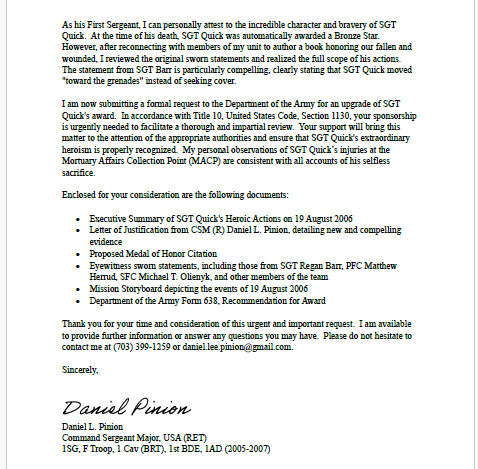 As his First Sergeant, I can personally attest to the incredible character and bravery of SGT
Quick. At the time of his death, SGT Quick was automatically awarded a Bronze Star.
However, after reconnecting with members of my unit to author a book honoring our fallen and
wounded, I reviewed the original sworn statements and realized the full scope of his actions.
The statement from SGT Barr is particularly compelling, clearly stating that SGT Quick moved
"toward the grenades" instead of seeking cover.
I am now submitting a formal request to the Department of the Army for an upgrade of SGT
Quick's award. In accordance with Title 10, United States Code, Section 1130, your sponsorship
is urgently needed to facilitate a thorough and impartial review. Your support will bring this
matter to the attention of the appropriate authorities and ensure that SGT Quick's extraordinary
heroism is properly recognized. My personal observations of SGT Quick's injuries at the
Mortuary Affairs Collection Point (MACP) are consistent with all accounts of his selfless
sacrifice.
Enclosed for your consideration are the following documents:
• Executive Summary of SGT Quick's Heroic Actions on 19 August 2006
• Letter of Justification from CSM (R) Daniel L. Pinion, detailing new and compelling
evidence
• Proposed Medal of Honor Citation
• Eyewitness sworn statements, including those from SGT Regan Barr, PFC Matthew
Herrud, SFC Michael T. Olienyk, and other members of the team
• Mission Storyboard depicting the events of 19 August 2006
• Department of the Army Form 638, Recommendation for Award
Thank you for your time and consideration of this urgent and important request. I am available
to provide further information or answer any questions you may have. Please do not hesitate to
contact me at (703) 399-1259 or daniel.lee.pinion@gmail.com.
Sincerely,
Daniel Pinion
Daniel L. Pinion
Command Sergeant Major, USA (RET)
1SG, F Troop, 1 Cav (BRT), 1st BDE, 1AD (2005-2007)